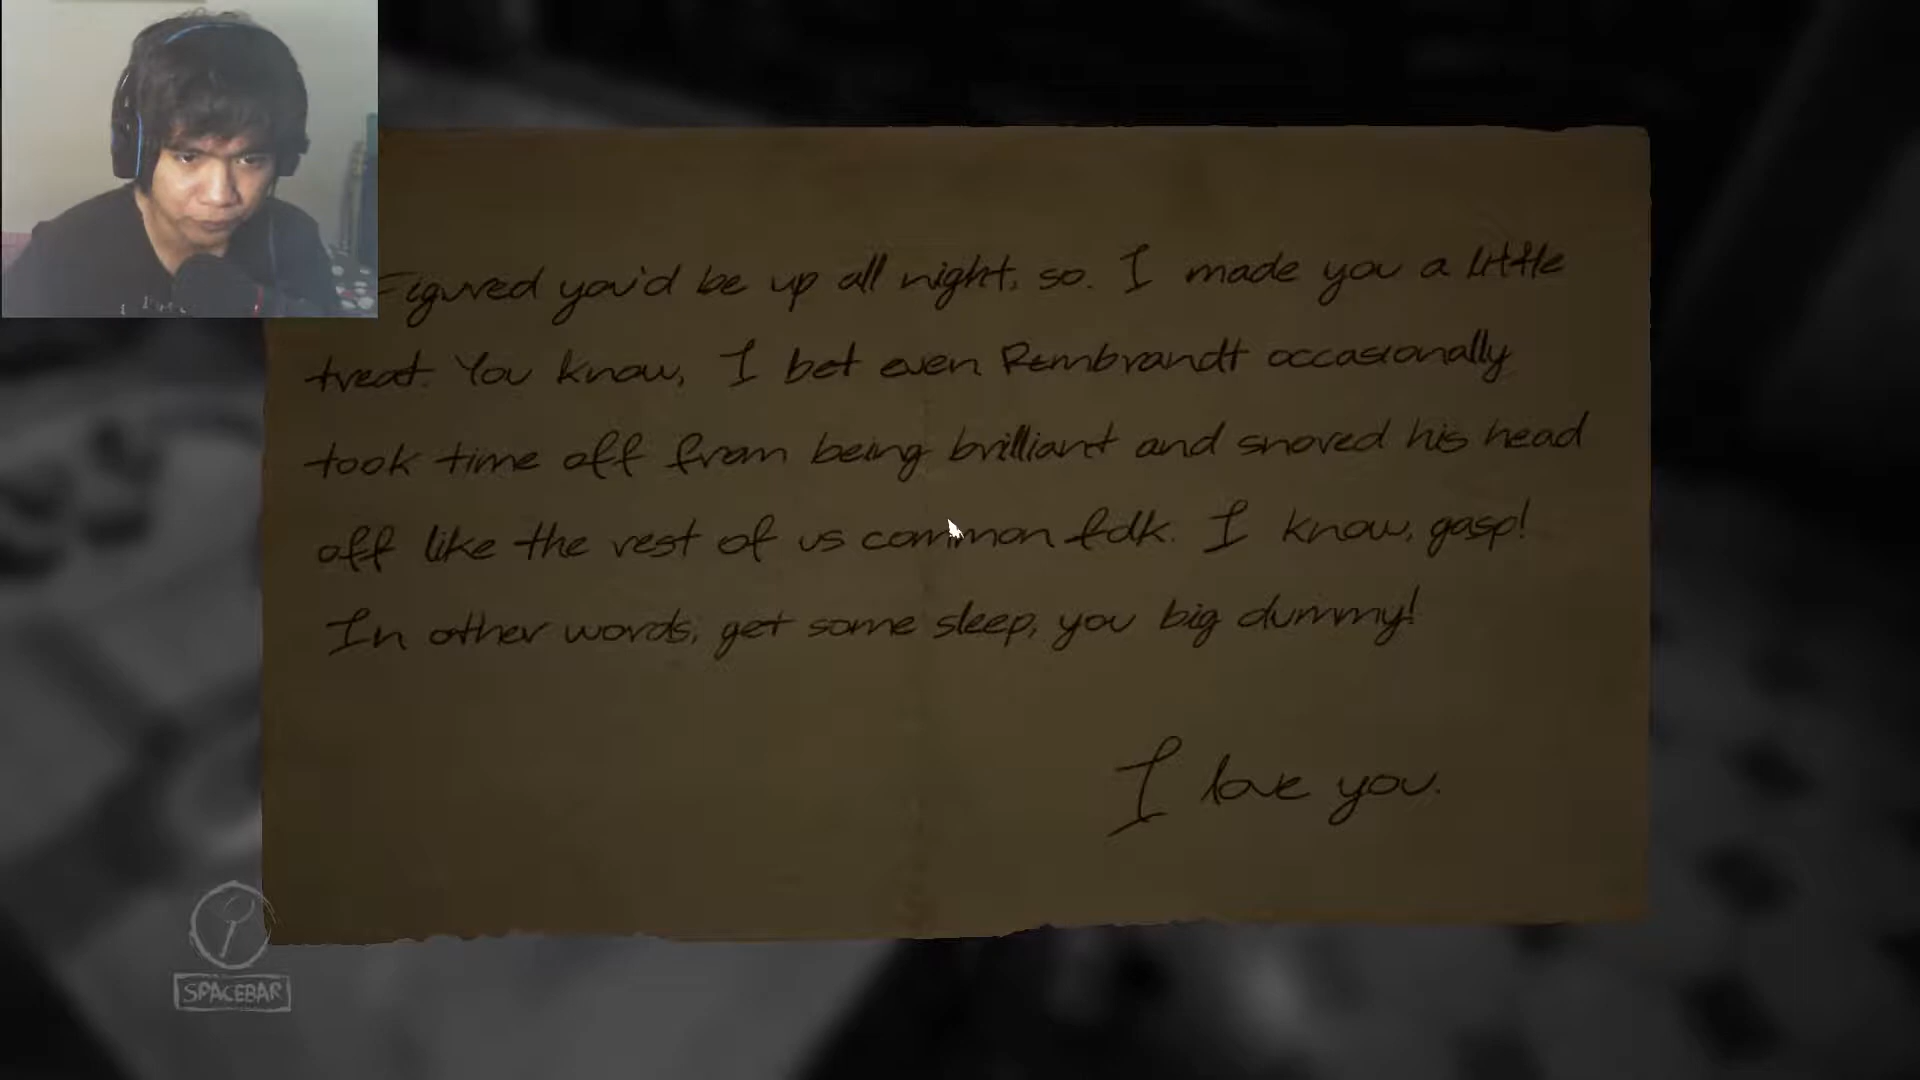 Figured you'd be up all night, so. I made you a little
treat. You know, I bet even Rembrandt occasionally
took time off from being brilliant and snored his head
off like the rest of us common folk. I know, gasp!
In other words, get some sleep, you big dummy!
I love you.
SPACEBAR